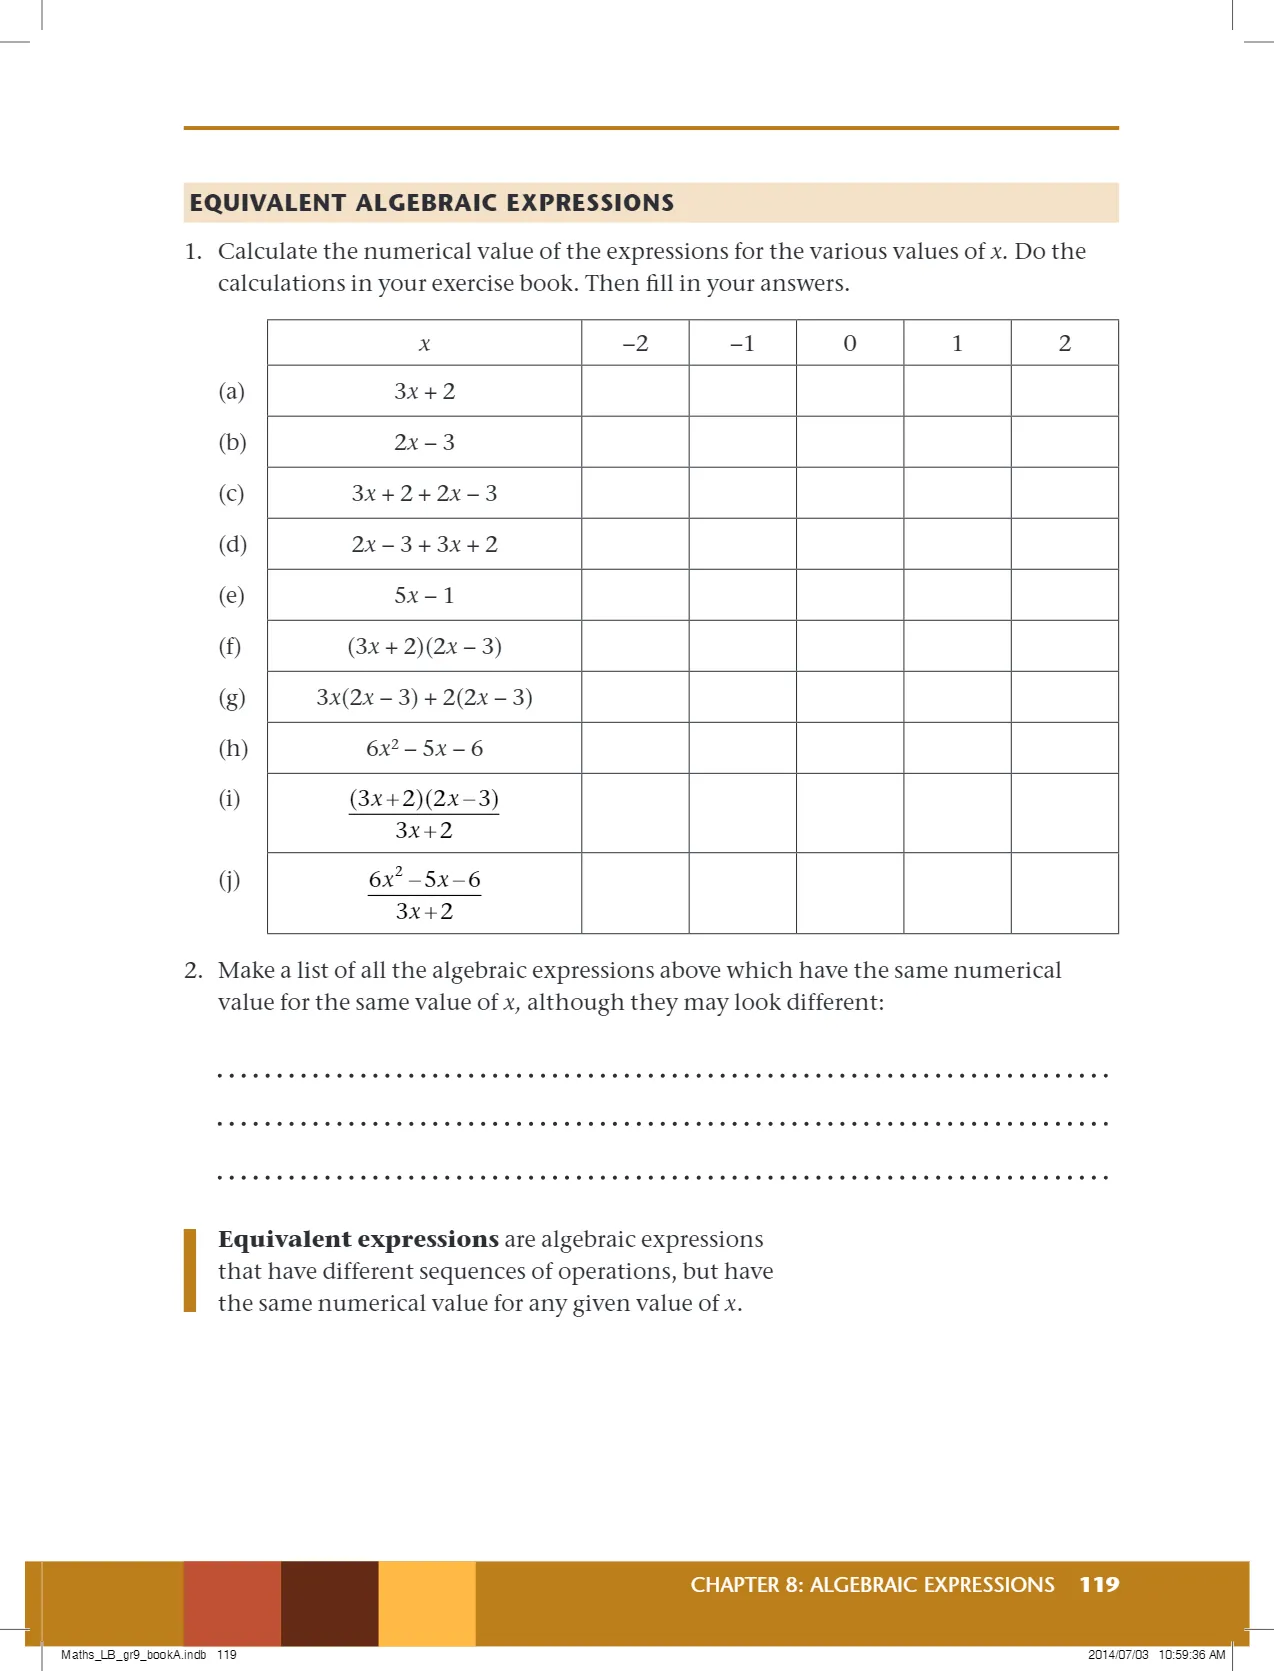 EQUIVALENT ALGEBRAIC EXPRESSIONS
1. Calculate the numerical value of the expressions for the various values of x. Do the
calculations in your exercise book. Then fill in your answers.
x –2 –1 0 1 2
(a) 3x + 2
(b) 2x – 3
(c) 3x + 2 + 2x – 3
(d) 2x – 3 + 3x + 2
(e) 5x – 1
(f) (3x + 2)(2x – 3)
(g) 3x(2x – 3) + 2(2x – 3)
(h) 6x² – 5x – 6
(i) (3x+2)(2x–3)
3x+2
(j) 6x² –5x–6
3x+2
2. Make a list of all the algebraic expressions above which have the same numerical
value for the same value of x, although they may look different:
Equivalent expressions are algebraic expressions
that have different sequences of operations, but have
the same numerical value for any given value of x.
CHAPTER 8: ALGEBRAIC EXPRESSIONS 119
Maths_LB_gr9_bookA.indb 119 2014/07/03 10:59:36 AM